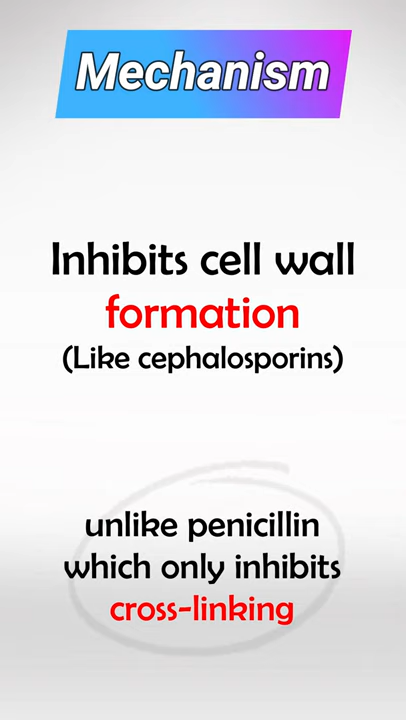 Mechanism
Inhibits cell wall
formation
(Like cephalosporins)
unlike penicillin
which only inhibits
cross-linking